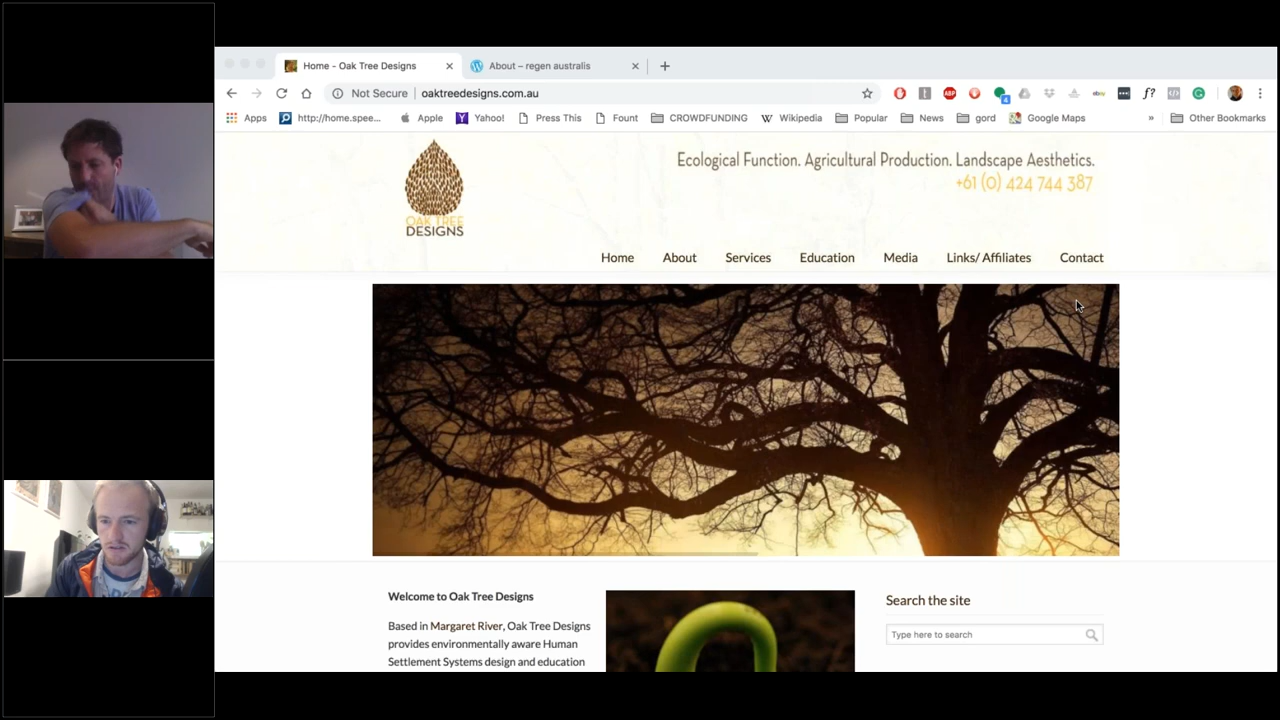 Home - Oak Tree Designs
About – regen australis
Not Secure
oaktreedesigns.com.au
Apps
http://home.spee...
Apple
Yahoo!
Press This
Fount
CROWDFUNDING
Wikipedia
Popular
News
gord
Google Maps
»
Other Bookmarks
OAK TREE
DESIGNS
Ecological Function. Agricultural Production. Landscape Aesthetics.
+61 (0) 424 744 387
Home
About
Services
Education
Media
Links/ Affiliates
Contact
Welcome to Oak Tree Designs
Based in Margaret River, Oak Tree Designs
provides environmentally aware Human
Settlement Systems design and education
Search the site
Type here to search